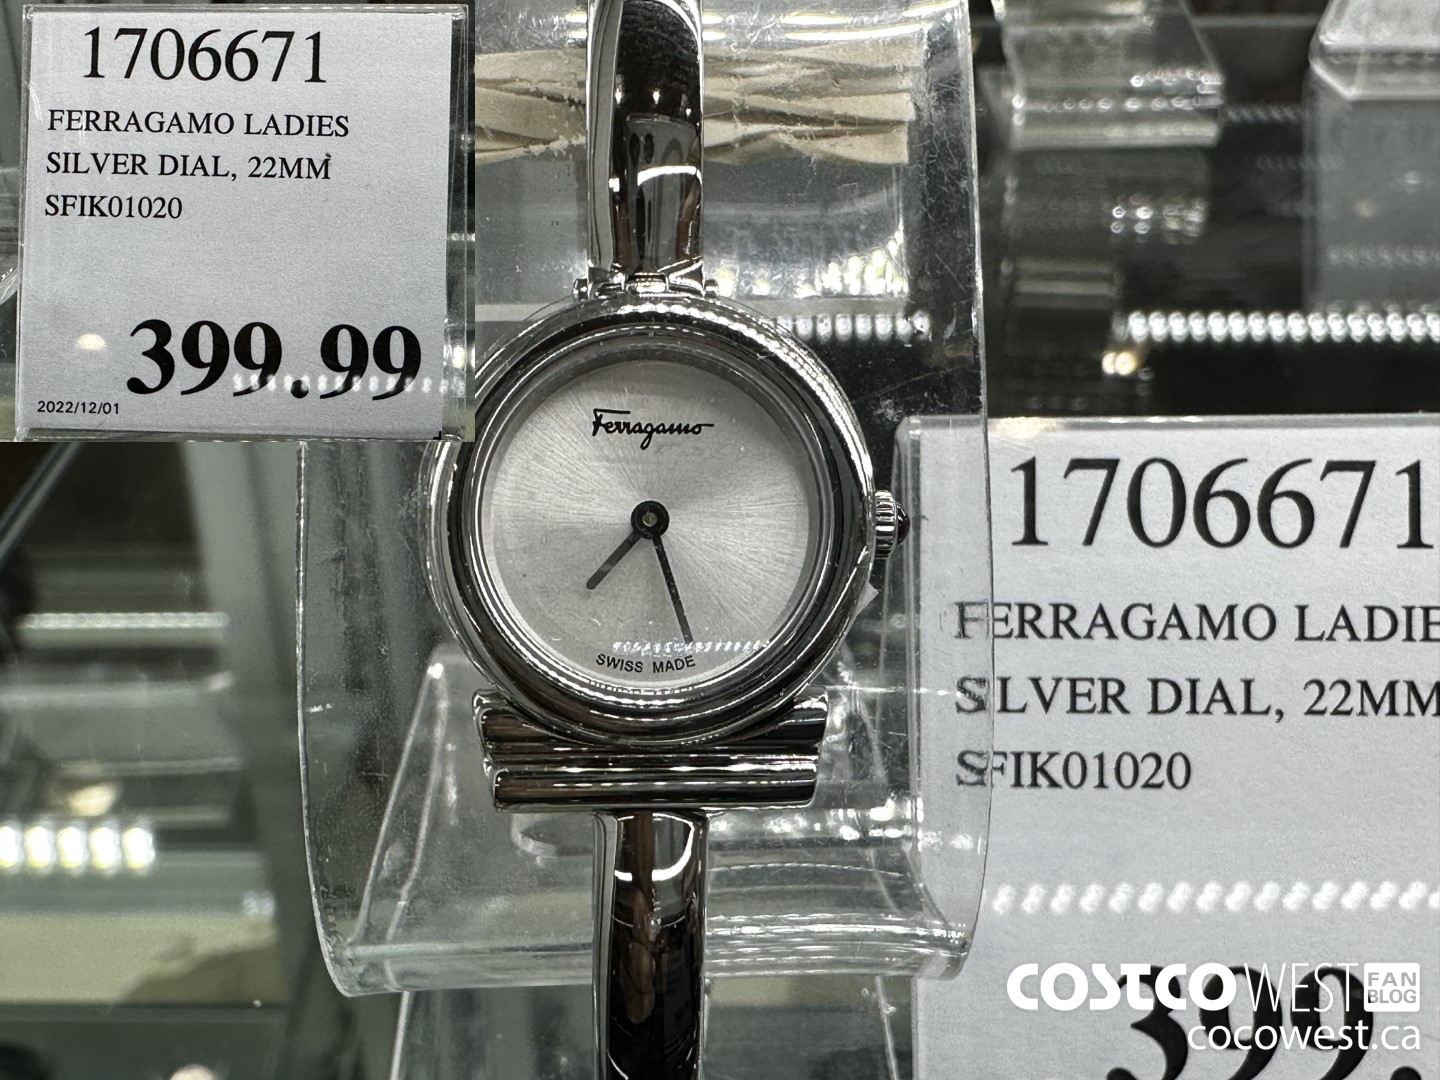 1706671
FERRAGAMO LADIES
SILVER DIAL, 22MM
SFIK01020
399.99
2022/12/01
Ferragamo
SWISS MADE
1706671
FERRAGAMO LADIE
SILVER DIAL, 22MM
SFIK01020
399.
COSTCO WEST FAN BLOG
cocowest.ca